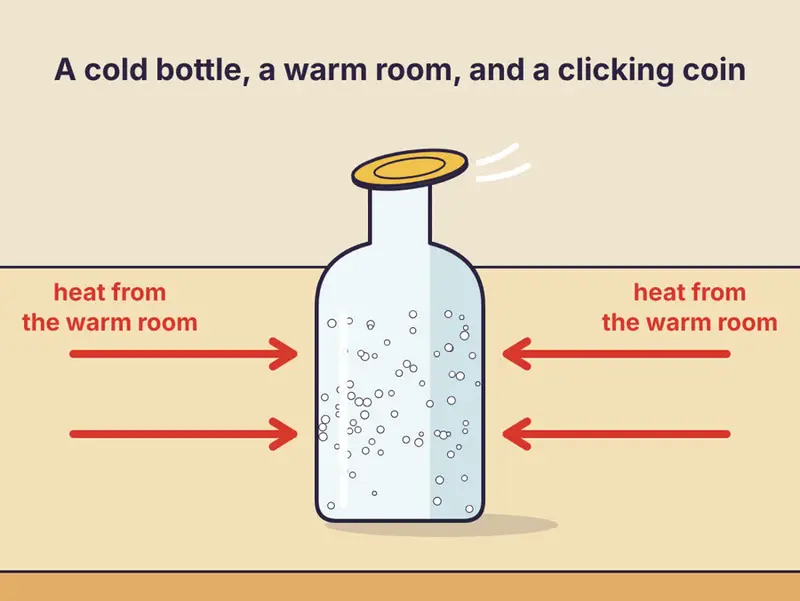 A cold bottle, a warm room, and a clicking coin
heat from
the warm room
heat from
the warm room